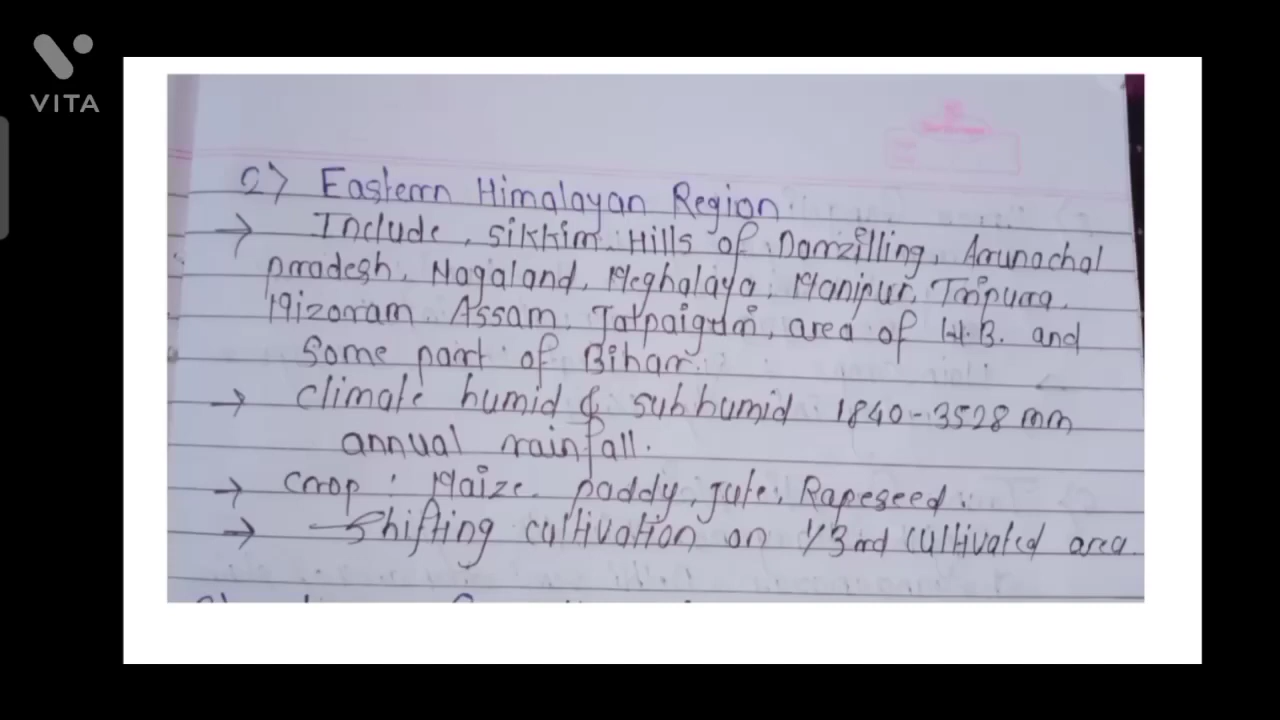 VITA
2) Eastern Himalayan Region
→ Include, Sikkim. Hills of Darrzilling, Arunachal
pradesh, Nagaland, Meghalaya, Manipur, Tripura,
Mizoram, Assam, Jalpaiguri, area of W.B. and
Some part of Bihar.
→ climate humid & subhumid 1840-3528 mm
annual rainfall.
→ Crop: Maize, paddy, jute, Rapeseed.
→ Shifting cultivation on 1/3rd cultivated area.